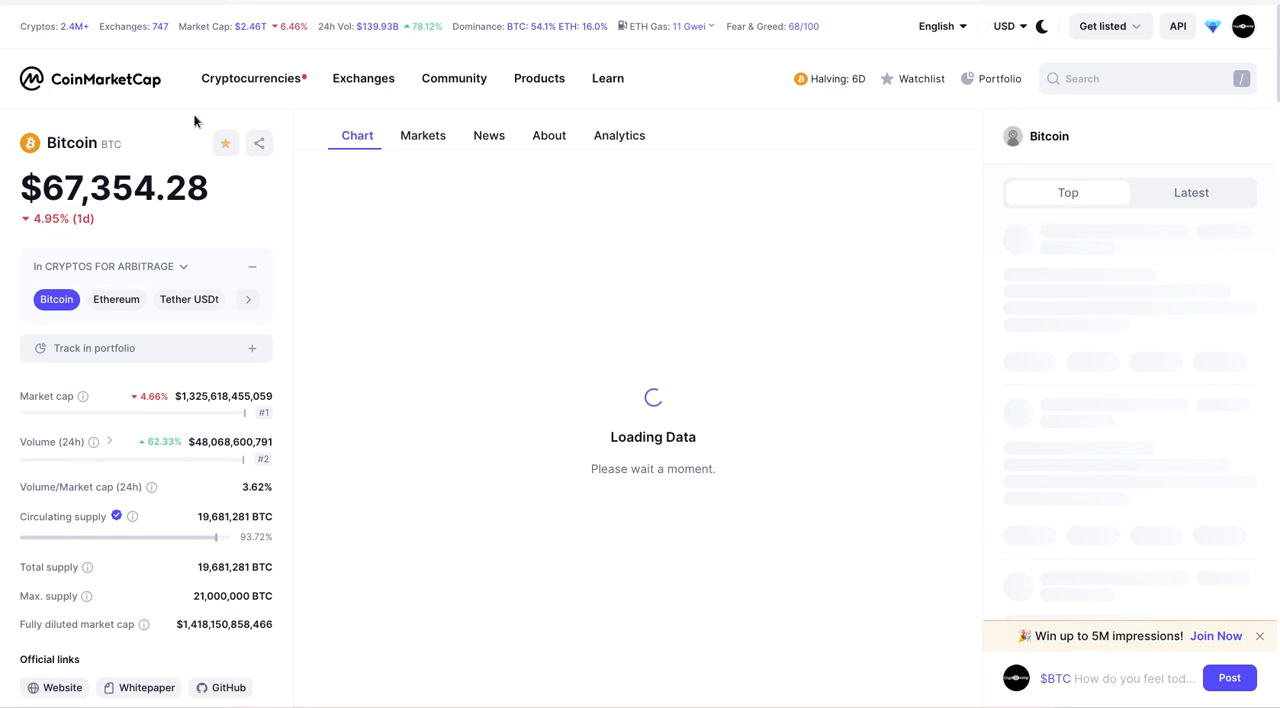 Cryptos: 2.4M+ Exchanges: 747 Market Cap: $2.46T 6.46% 24h Vol: $139.93B 78.12% Dominance: BTC: 54.1% ETH: 16.0% ETH Gas: 11 Gwei Fear & Greed: 68/100 English USD Get listed API
CoinMarketCap Cryptocurrencies Exchanges Community Products Learn Halving: 6D Watchlist Portfolio Search /
Bitcoin BTC
$67,354.28
4.95% (1d)
In CRYPTOS FOR ARBITRAGE
Bitcoin Ethereum Tether USDt
Track in portfolio
Market cap 4.66% $1,325,618,455,059
#1
Volume (24h) 62.33% $48,068,600,791
#2
Volume/Market cap (24h) 3.62%
Circulating supply 19,681,281 BTC
93.72%
Total supply 19,681,281 BTC
Max. supply 21,000,000 BTC
Fully diluted market cap $1,418,150,858,466
Official links
Website Whitepaper GitHub
Chart Markets News About Analytics
Loading Data
Please wait a moment.
Bitcoin
Top Latest
Win up to 5M impressions! Join Now
$BTC How do you feel tod... Post